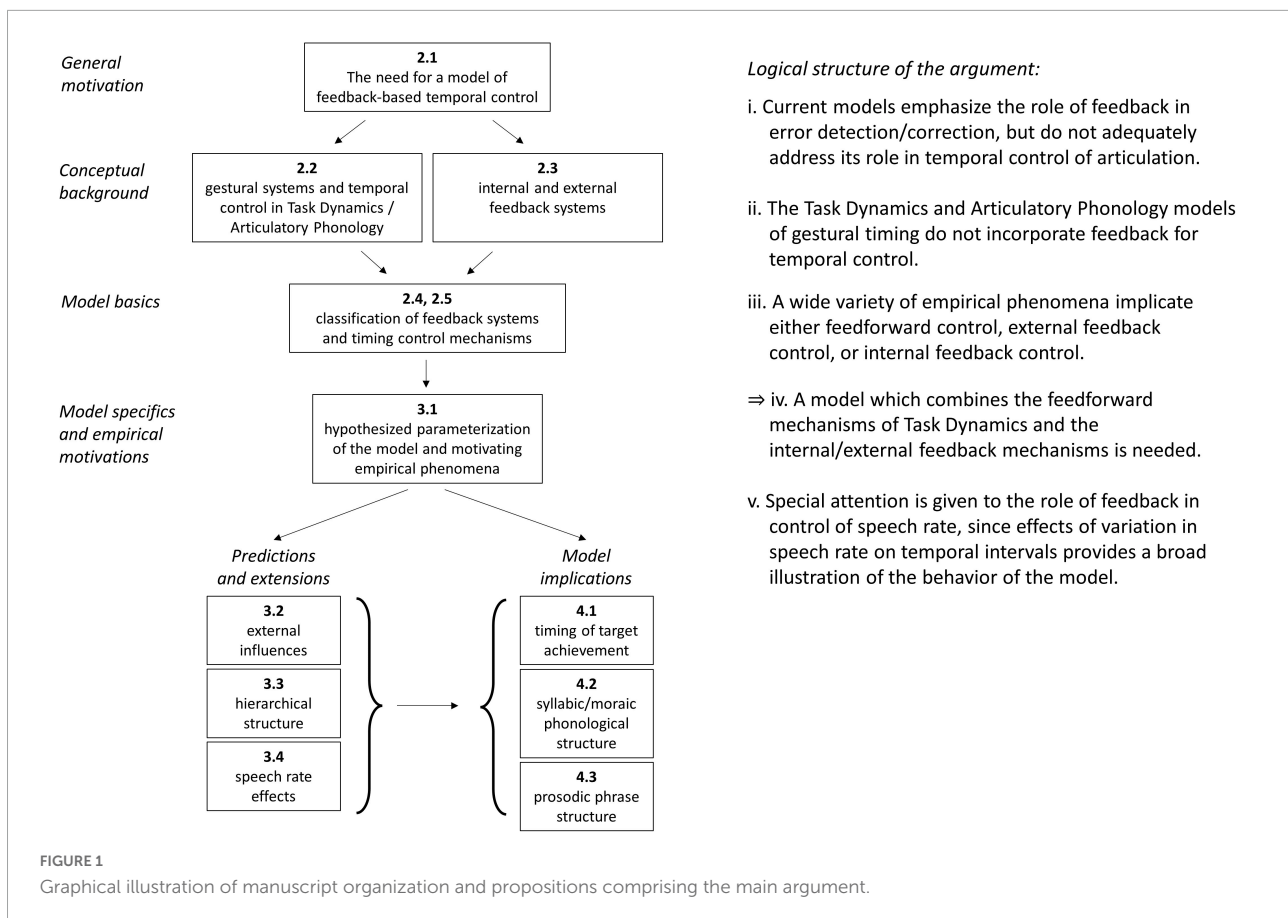 General
motivation
2.1
The need for a model of
feedback-based temporal control
Conceptual
background
2.2
gestural systems and temporal
control in Task Dynamics /
Articulatory Phonology
2.3
internal and external
feedback systems
Model basics
2.4, 2.5
classification of feedback systems
and timing control mechanisms
Model specifics
and empirical
motivations
3.1
hypothesized parameterization
of the model and motivating
empirical phenomena
Predictions
and extensions
3.2
external
influences
3.3
hierarchical
structure
3.4
speech rate
effects
Model
implications
4.1
timing of target
achievement
4.2
syllabic/moraic
phonological
structure
4.3
prosodic phrase
structure
Logical structure of the argument:
i. Current models emphasize the role of feedback in
error detection/correction, but do not adequately
address its role in temporal control of articulation.
ii. The Task Dynamics and Articulatory Phonology models
of gestural timing do not incorporate feedback for
temporal control.
iii. A wide variety of empirical phenomena implicate
either feedforward control, external feedback
control, or internal feedback control.
⇒ iv. A model which combines the feedforward
mechanisms of Task Dynamics and the
internal/external feedback mechanisms is needed.
v. Special attention is given to the role of feedback in
control of speech rate, since effects of variation in
speech rate on temporal intervals provides a broad
illustration of the behavior of the model.
FIGURE 1
Graphical illustration of manuscript organization and propositions comprising the main argument.